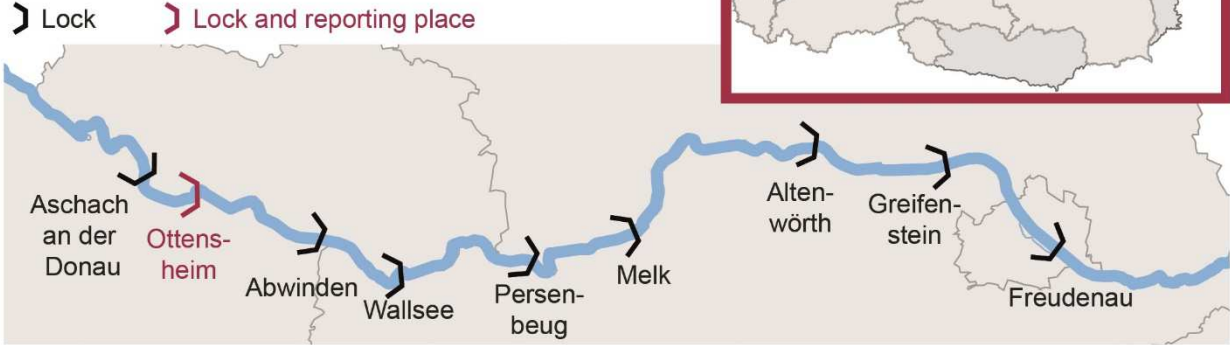 Lock
Lock and reporting place
Aschach
an der
Donau
Ottens-
heim
Abwinden
Wallsee
Persen-
beug
Melk
Alten-
wörth
Greifen-
stein
Freudenau